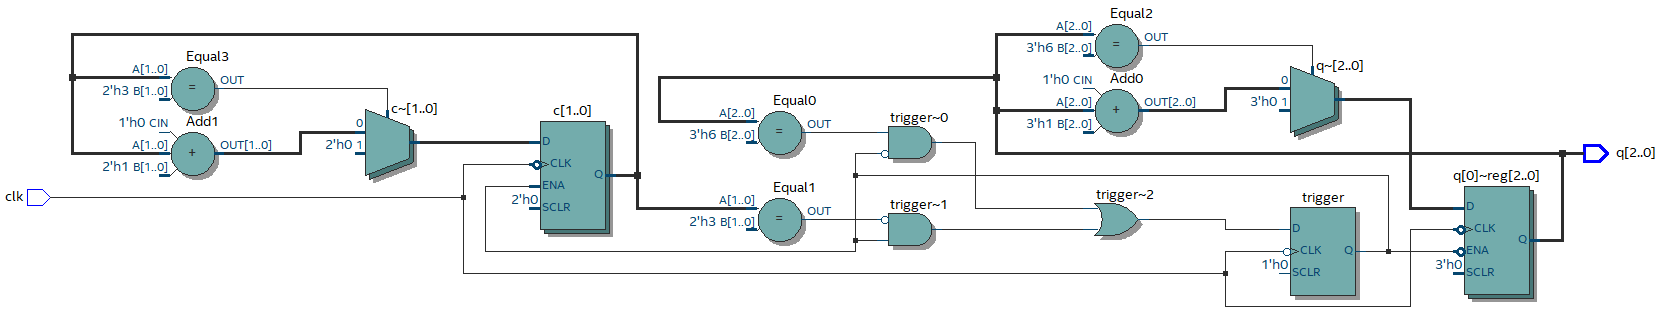 Equal3
A[1..0]
2'h3 B[1..0]
=
OUT
Add1
1'h0 CIN
A[1..0]
2'h1 B[1..0]
+
OUT[1..0]
c~[1..0]
0
2'h0 1
c[1..0]
D
CLK
ENA
2'h0 SCLR
Q
clk
Equal0
A[2..0]
3'h6 B[2..0]
=
OUT
trigger~0
Equal1
A[1..0]
2'h3 B[1..0]
=
OUT
trigger~1
trigger~2
Equal2
A[2..0]
3'h6 B[2..0]
=
OUT
Add0
1'h0 CIN
A[2..0]
3'h1 B[2..0]
+
OUT[2..0]
q~[2..0]
0
3'h0 1
trigger
D
CLK
1'h0 SCLR
Q
q[0]~reg[2..0]
D
CLK
ENA
3'h0 SCLR
Q
q[2..0]